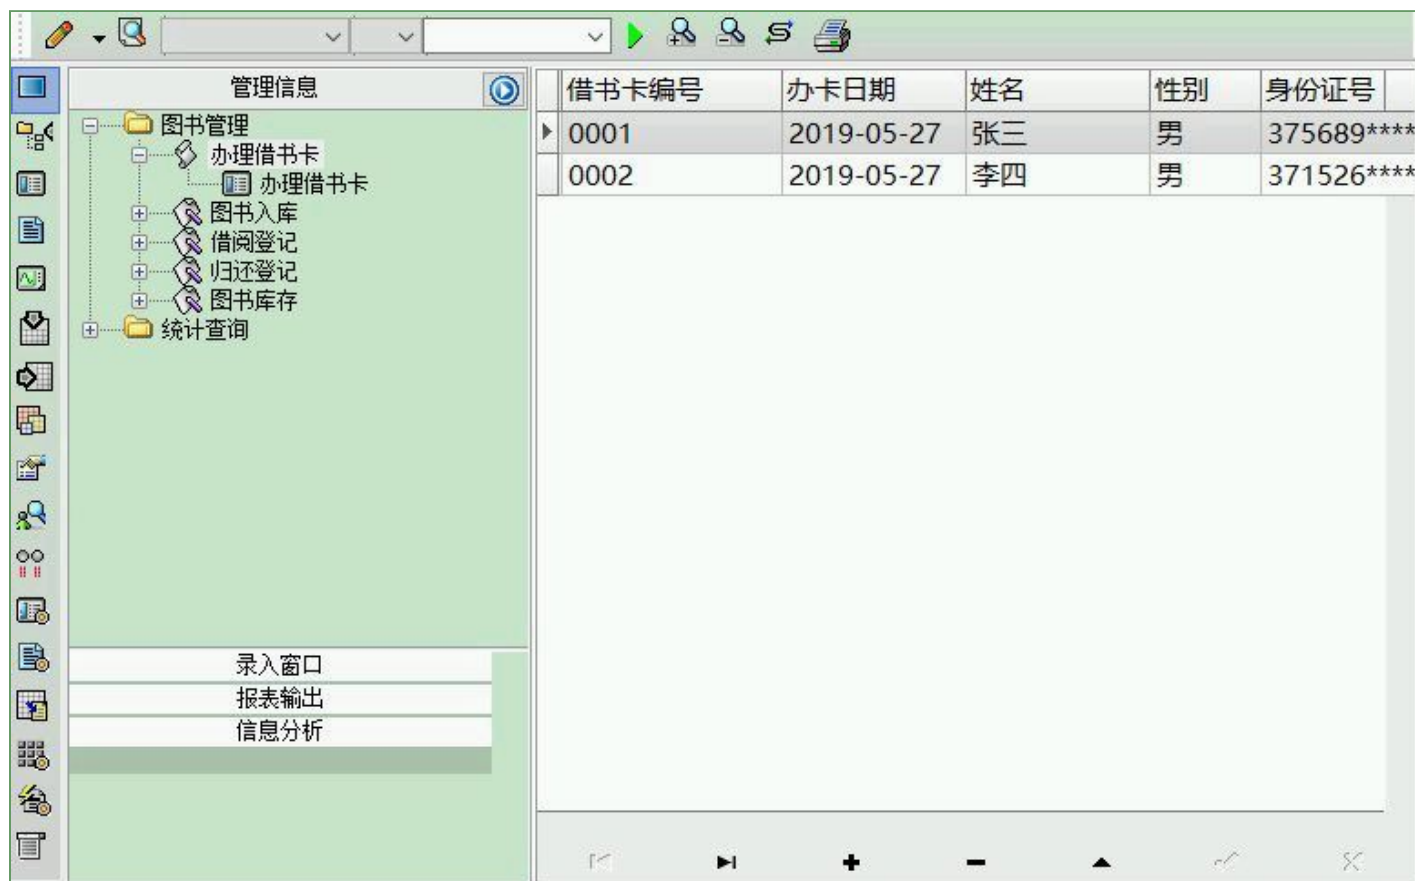 管理信息
图书管理
办理借书卡
办理借书卡
图书入库
借阅登记
归还登记
图书库存
统计查询
录入窗口
报表输出
信息分析
借书卡编号 办卡日期 姓名 性别 身份证号
0001 2019-05-27 张三 男 375689****
0002 2019-05-27 李四 男 371526****